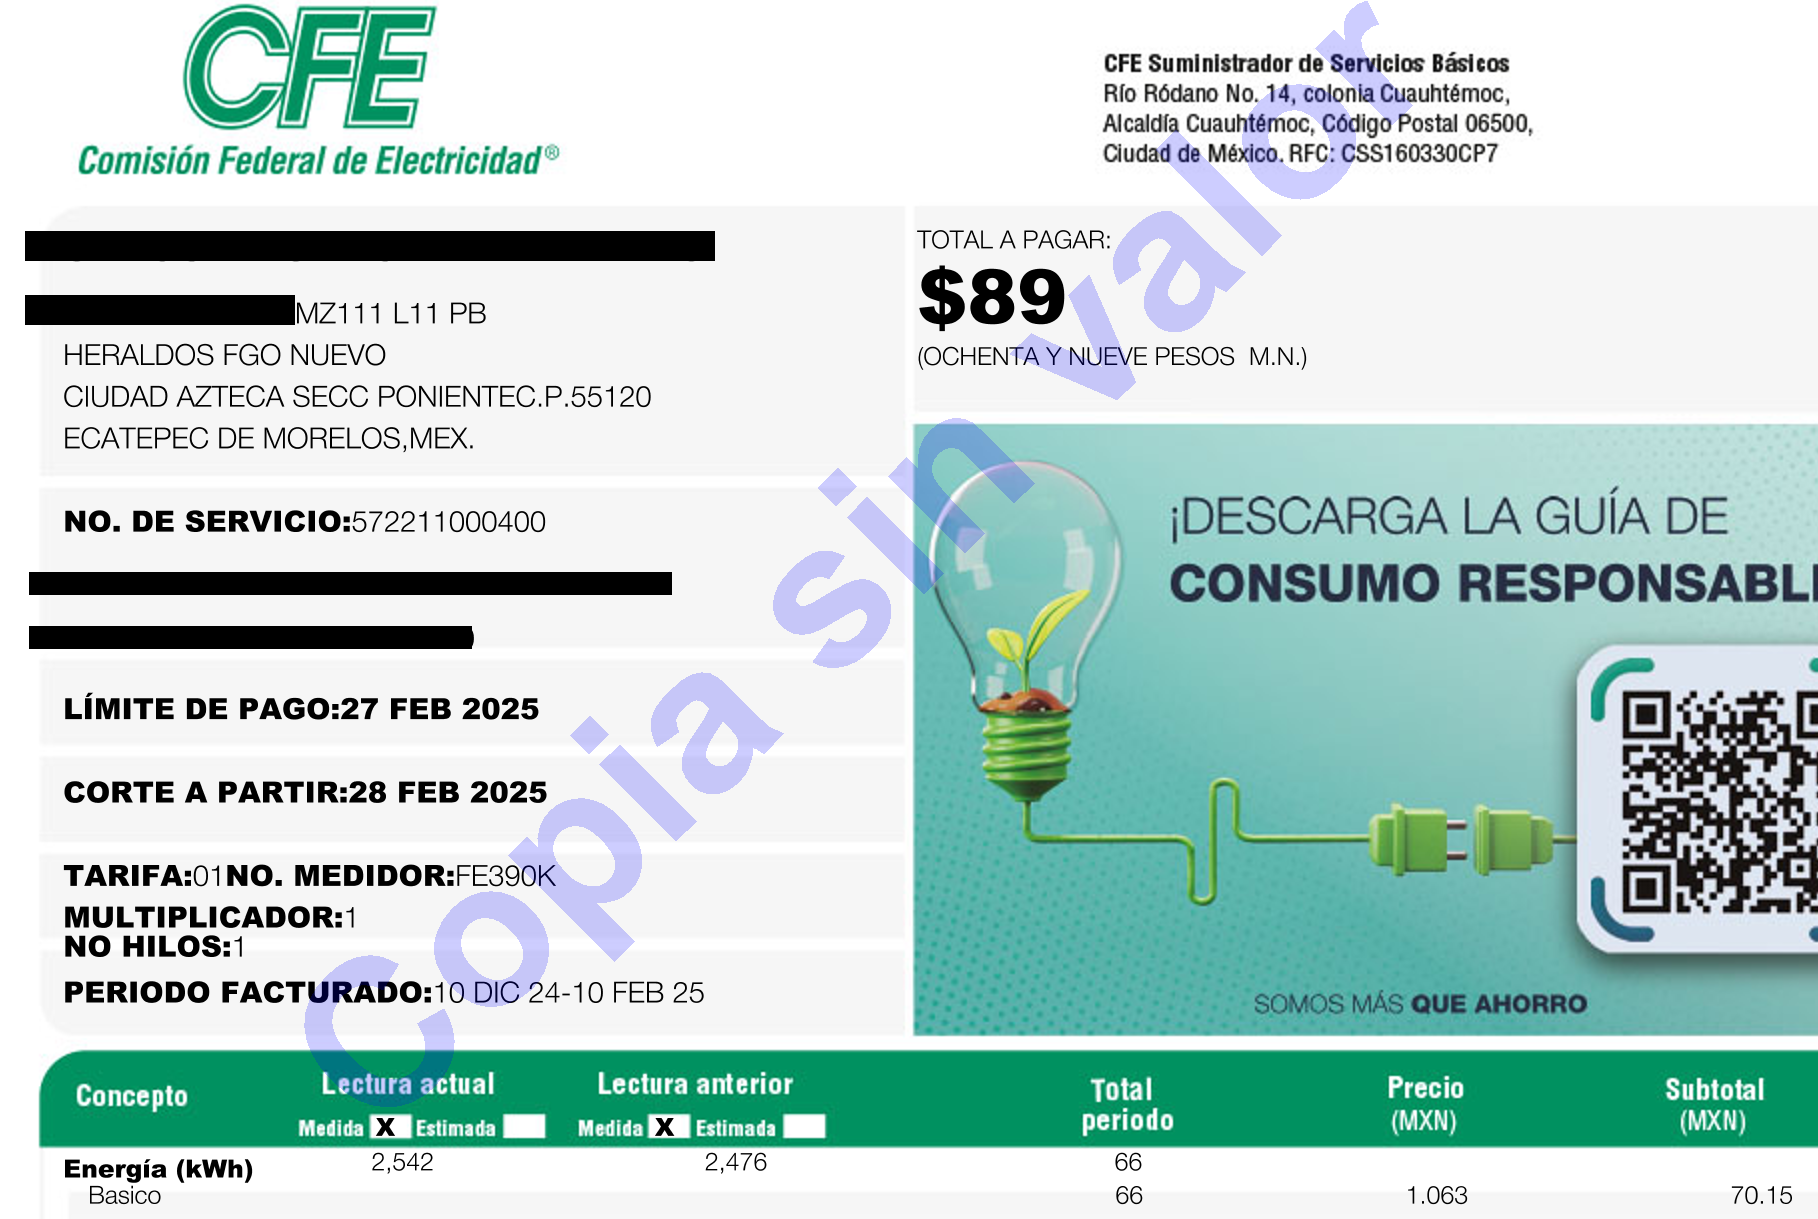 CFE
Comisión Federal de Electricidad®
CFE Suministrador de Servicios Básicos
Río Ródano No. 14, colonia Cuauhtémoc,
Alcaldía Cuauhtémoc, Código Postal 06500,
Ciudad de México. RFC: CSS160330CP7
MZ111 L11 PB
HERALDOS FGO NUEVO
CIUDAD AZTECA SECC PONIENTEC.P.55120
ECATEPEC DE MORELOS,MEX.
TOTAL A PAGAR:
$89
(OCHENTA Y NUEVE PESOS  M.N.)
NO. DE SERVICIO:572211000400
LÍMITE DE PAGO:27 FEB 2025
CORTE A PARTIR:28 FEB 2025
TARIFA:01NO. MEDIDOR:FE390K
MULTIPLICADOR:1
NO HILOS:1
PERIODO FACTURADO:10 DIC 24-10 FEB 25
¡DESCARGA LA GUÍA DE
CONSUMO RESPONSABL
SOMOS MÁS QUE AHORRO
Copia sin valor
Concepto Lectura actual Lectura anterior Total periodo Precio (MXN) Subtotal (MXN)
Medida X Estimada Medida X Estimada
Energía (kWh) 2,542 2,476 66
Basico 66 1.063 70.15